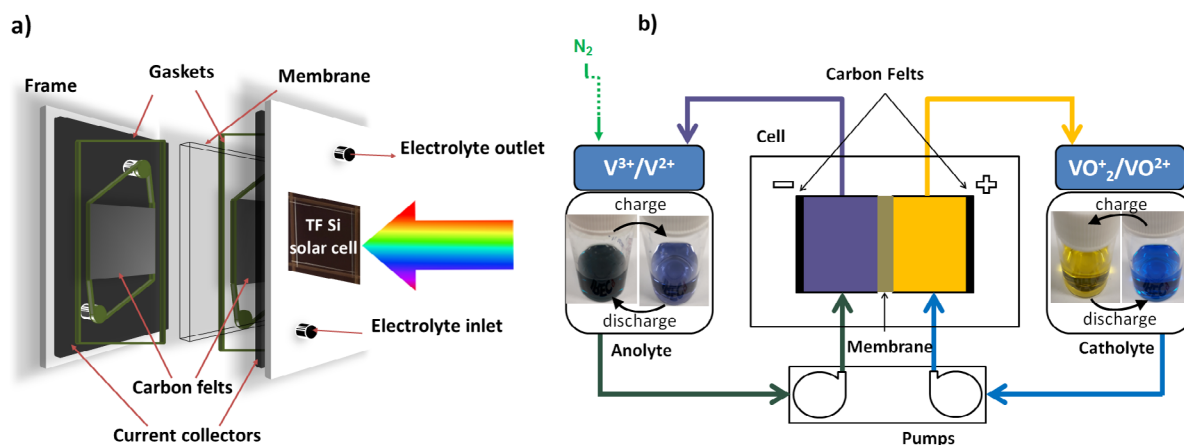 a)
Frame
Gaskets
Membrane
Electrolyte outlet
TF Si
solar cell
Electrolyte inlet
Carbon felts
Current collectors
b)
N₂
Carbon Felts
Cell
V³⁺/V²⁺
VO⁺₂/VO²⁺
charge
discharge
charge
discharge
Anolyte
Membrane
Catholyte
Pumps